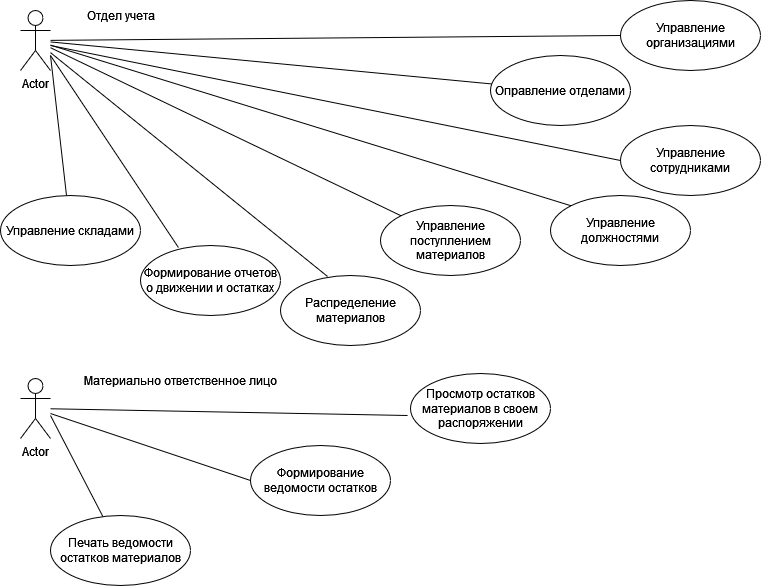 Отдел учета
Actor
Управление
организациями
Оправление отделами
Управление
сотрудниками
Управление
должностями
Управление
поступлением
материалов
Управление складами
Формирование отчетов
о движении и остатках
Распределение
материалов
Материально ответственное лицо
Actor
Просмотр остатков
материалов в своем
распоряжении
Формирование
ведомости остатков
Печать ведомости
остатков материалов